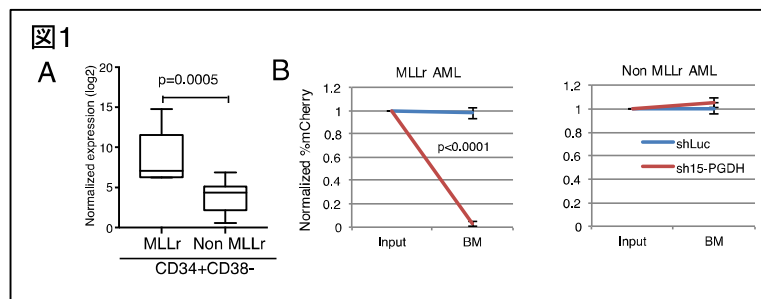 図1
A
p=0.0005
Normalized expression (log2)
20
15
10
5
0
MLLr
Non MLLr
CD34+CD38-
B
MLLr AML
Normalized %mCherry
1.2
1
0.8
0.6
0.4
0.2
0
p<0.0001
Input
BM
Non MLLr AML
1.2
1
0.8
0.6
0.4
0.2
0
shLuc
sh15-PGDH
Input
BM